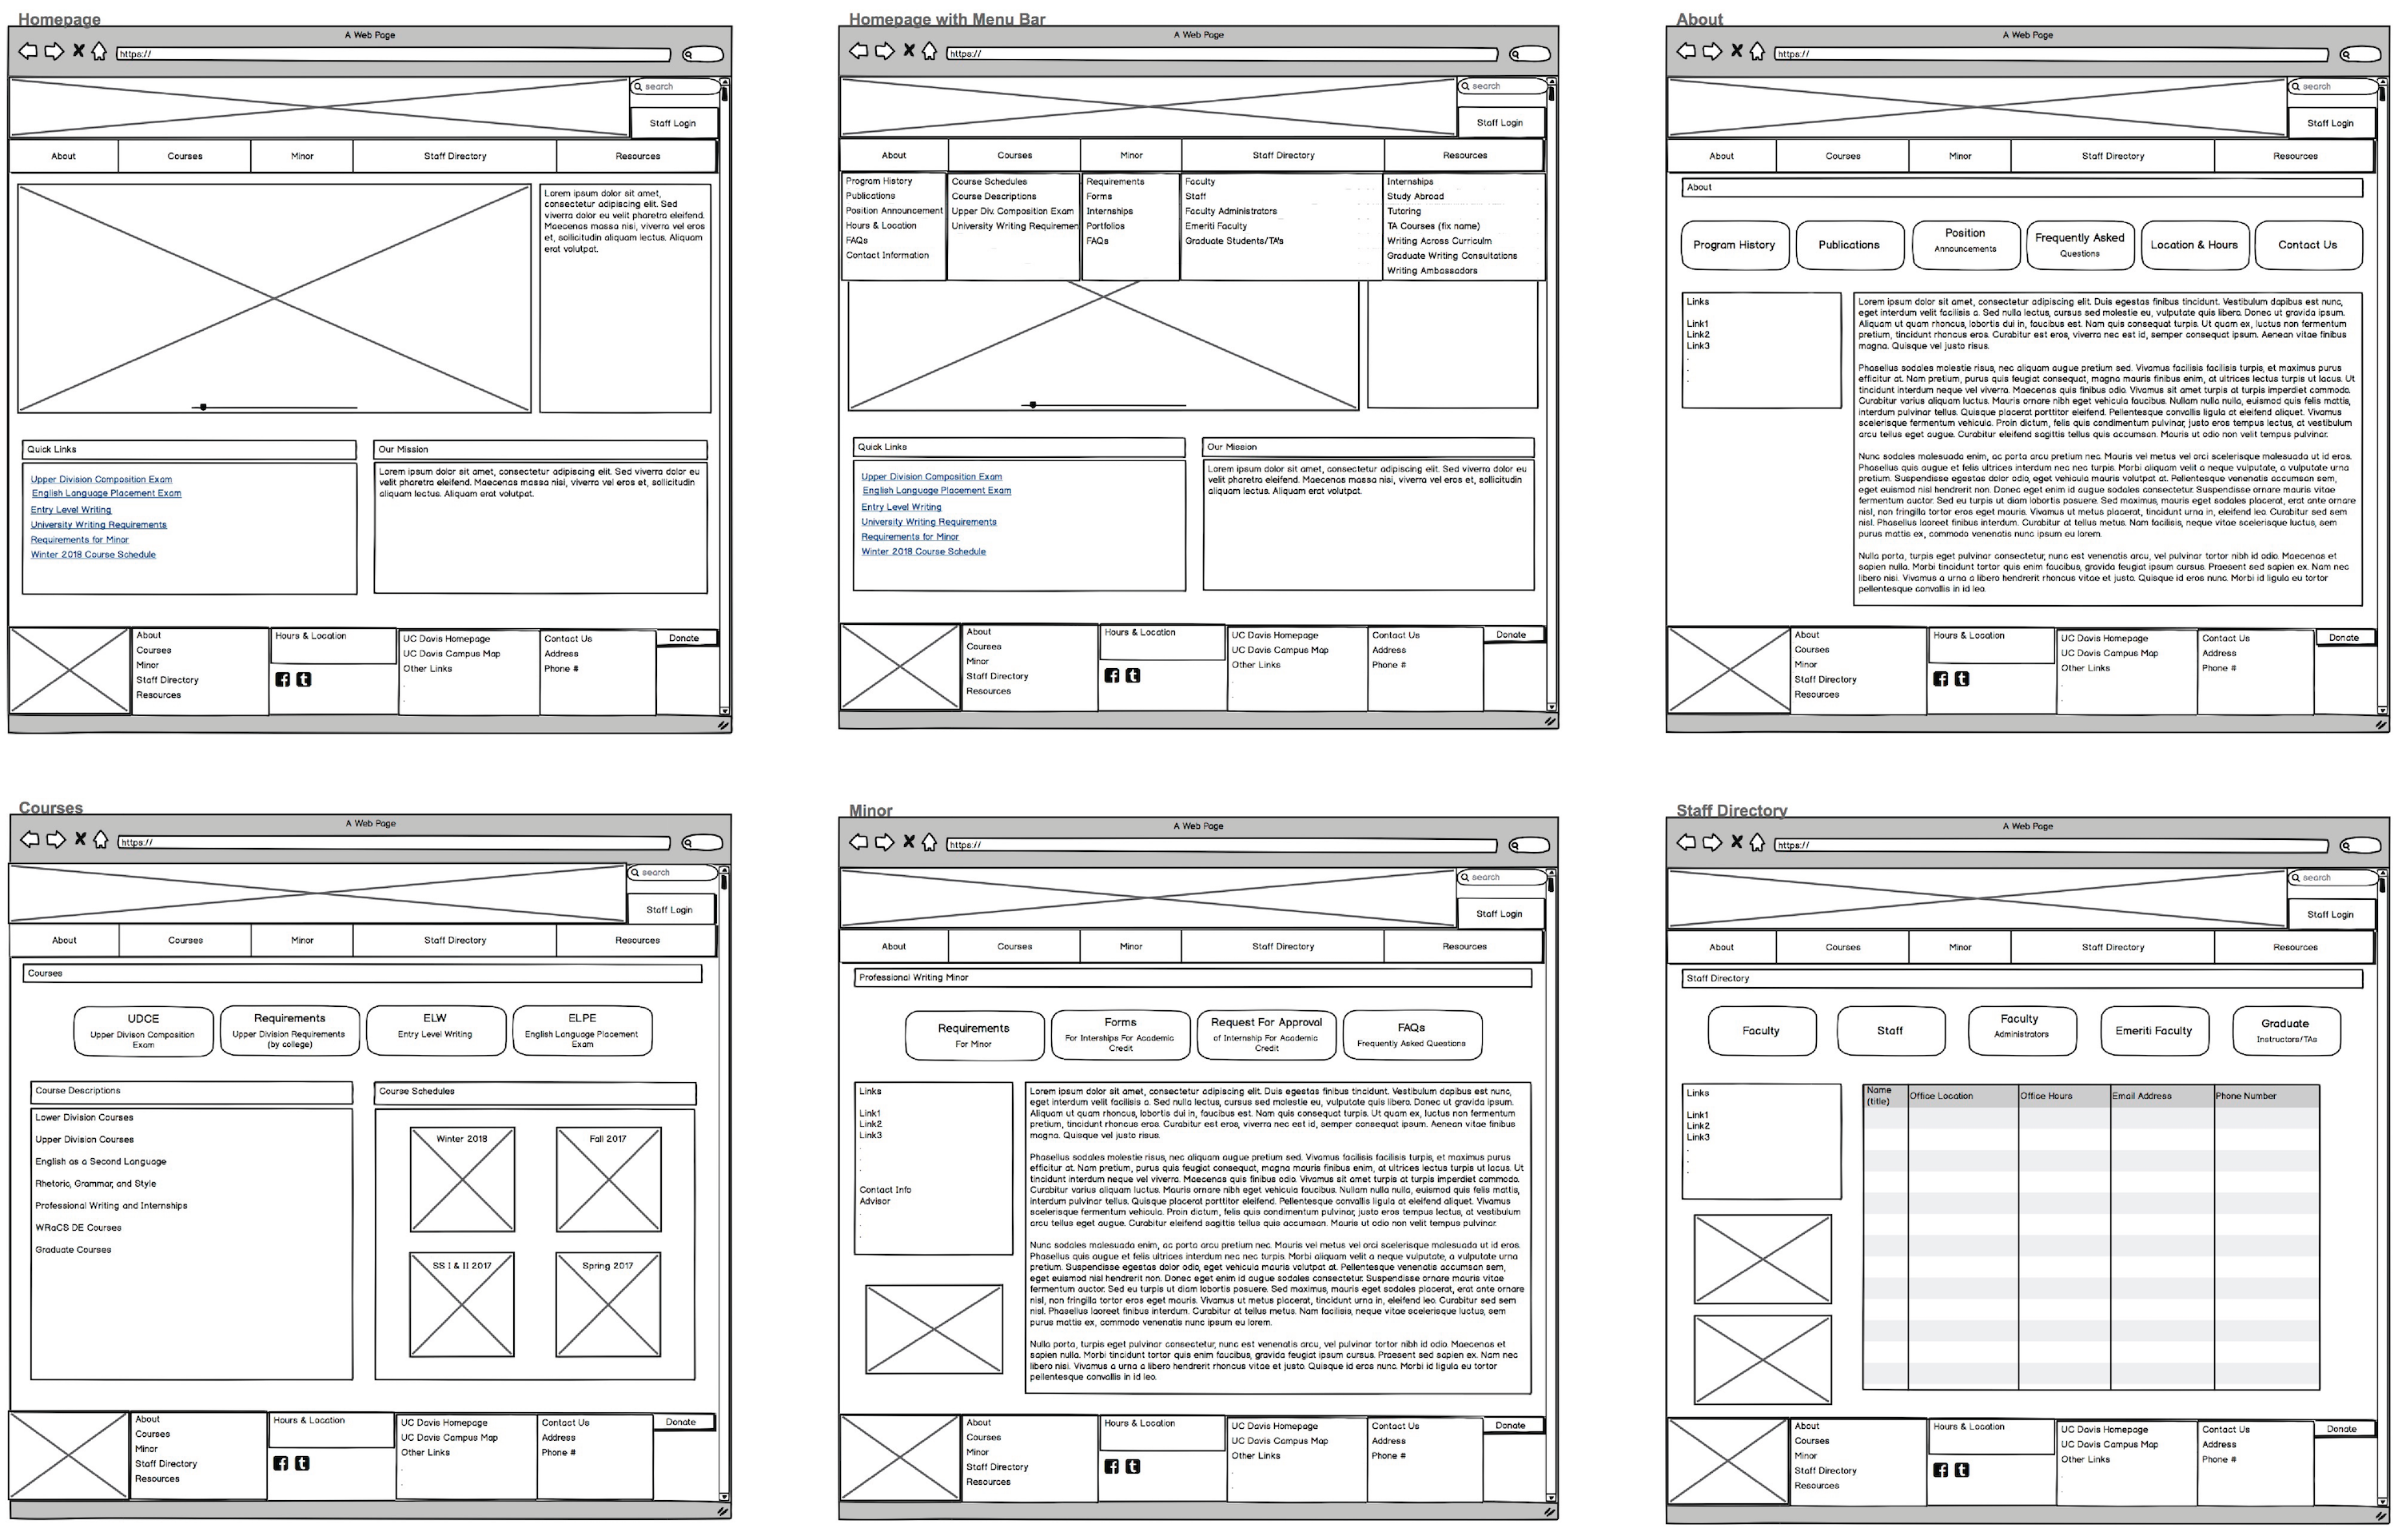 Homepage
A Web Page
https://
search
Staff Login
About
Courses
Minor
Staff Directory
Resources
Lorem ipsum dolor sit amet,
consectetur adipiscing elit. Sed
viverra dolor eu velit pharetra eleifend.
Maecenas massa nisi, viverra vel eros
et, sollicitudin aliquam lectus. Aliquam
erat volutpat.
Quick Links
Upper Division Composition Exam
English Language Placement Exam
Entry Level Writing
University Writing Requirements
Requirements for Minor
Winter 2018 Course Schedule
Our Mission
Lorem ipsum dolor sit amet, consectetur adipiscing elit. Sed viverra dolor eu
velit pharetra eleifend. Maecenas massa nisi, viverra vel eros et, sollicitudin
aliquam lectus. Aliquam erat volutpat.
About
Courses
Minor
Staff Directory
Resources
Hours & Location
UC Davis Homepage
UC Davis Campus Map
Other Links
Contact Us
Address
Phone #
Donate
Homepage with Menu Bar
A Web Page
https://
search
Staff Login
About
Courses
Minor
Staff Directory
Resources
Program History
Publications
Position Announcement
Hours & Location
FAQs
Contact Information
Course Schedules
Course Descriptions
Upper Div. Composition Exam
University Writing Requiremen
Requirements
Forms
Internships
Portfolios
FAQs
Faculty
Staff
Faculty Administrators
Emeriti Faculty
Graduate Students/TA's
Internships
Study Abroad
Tutoring
TA Courses (fix name)
Writing Across Curriculm
Graduate Writing Consultations
Writing Ambassadors
Quick Links
Upper Division Composition Exam
English Language Placement Exam
Entry Level Writing
University Writing Requirements
Requirements for Minor
Winter 2018 Course Schedule
Our Mission
Lorem ipsum dolor sit amet, consectetur adipiscing elit. Sed viverra dolor eu
velit pharetra eleifend. Maecenas massa nisi, viverra vel eros et, sollicitudin
aliquam lectus. Aliquam erat volutpat.
About
Courses
Minor
Staff Directory
Resources
Hours & Location
UC Davis Homepage
UC Davis Campus Map
Other Links
Contact Us
Address
Phone #
Donate
About
A Web Page
https://
search
Staff Login
About
Courses
Minor
Staff Directory
Resources
About
Program History
Publications
Position
Announcements
Frequently Asked
Questions
Location & Hours
Contact Us
Links
Link1
Link2
Link3
Lorem ipsum dolor sit amet, consectetur adipiscing elit. Duis egestas finibus tincidunt. Vestibulum dapibus est nunc,
eget interdum velit facilisis a. Sed nulla lectus, cursus sed molestie eu, vulputate quis libero. Donec ut gravida ipsum.
Aliquam ut quam rhoncus, lobortis dui in, faucibus est. Nam quis consequat turpis. Ut quam ex, luctus non fermentum
pretium, tincidunt rhoncus eros. Curabitur est eros, viverra nec est id, semper consequat ipsum. Aenean vitae finibus
magna. Quisque vel justo risus.
Phasellus sodales molestie risus, nec aliquam augue pretium sed. Vivamus facilisis facilisis turpis, et maximus purus
efficitur at. Nam pretium, purus quis feugiat consequat, magna mauris finibus enim, at ultrices lectus turpis ut lacus. Ut
tincidunt interdum neque vel viverra. Maecenas quis finibus odio. Vivamus sit amet turpis at turpis imperdiet commodo.
Curabitur varius aliquam luctus. Mauris ornare nibh eget vehicula faucibus. Nullam nulla nulla, euismod quis felis mattis,
interdum pulvinar tellus. Quisque placerat porttitor eleifend. Pellentesque convallis ligula at eleifend aliquet. Vivamus
scelerisque fermentum vehicula. Proin dictum, felis quis condimentum pulvinar, justo eros tempus lectus, at vestibulum
arcu tellus eget augue. Curabitur eleifend sagittis tellus quis accumsan. Mauris ut odio non velit tempus pulvinar.
Nunc sodales malesuada enim, ac porta arcu pretium nec. Mauris vel metus vel orci scelerisque malesuada ut id eros.
Phasellus quis augue et felis ultrices interdum nec nec turpis. Morbi aliquam velit a neque vulputate, a vulputate urna
pretium. Suspendisse egestas dolor odio, eget vehicula mauris volutpat at. Pellentesque venenatis accumsan sem,
eget euismod nisl hendrerit non. Donec eget enim id augue sodales consectetur. Suspendisse ornare mauris vitae
fermentum auctor. Sed eu turpis ut diam lobortis posuere. Sed maximus, mauris eget sodales placerat, erat ante ornare
nisl, non fringilla tortor eros eget mauris. Vivamus ut metus placerat, tincidunt urna in, eleifend leo. Curabitur sed sem
nisl. Phasellus laoreet finibus interdum. Curabitur at tellus metus. Nam facilisis, neque vitae scelerisque luctus, sem
purus mattis ex, commodo venenatis nunc ipsum eu lorem.
Nulla porta, turpis eget pulvinar consectetur, nunc est venenatis arcu, vel pulvinar tortor nibh id odio. Maecenas et
sapien nulla. Morbi tincidunt tortor quis enim faucibus, gravida feugiat ipsum cursus. Praesent sed sapien ex. Nam nec
libero nisi. Vivamus a urna a libero hendrerit rhoncus vitae et justo. Quisque id eros nunc. Morbi id ligula eu tortor
pellentesque convallis in id leo.
About
Courses
Minor
Staff Directory
Resources
Hours & Location
UC Davis Homepage
UC Davis Campus Map
Other Links
Contact Us
Address
Phone #
Donate
Courses
A Web Page
https://
search
Staff Login
About
Courses
Minor
Staff Directory
Resources
Courses
UDCE
Upper Divison Composition
Exam
Requirements
Upper Division Requirements
(by college)
ELW
Entry Level Writing
ELPE
English Language Placement
Exam
Course Descriptions
Lower Division Courses
Upper Division Courses
English as a Second Language
Rhetoric, Grammar, and Style
Professional Writing and Internships
WRaCS DE Courses
Graduate Courses
Course Schedules
Winter 2018
Fall 2017
SS I & II 2017
Spring 2017
About
Courses
Minor
Staff Directory
Resources
Hours & Location
UC Davis Homepage
UC Davis Campus Map
Other Links
Contact Us
Address
Phone #
Donate
Minor
A Web Page
https://
search
Staff Login
About
Courses
Minor
Staff Directory
Resources
Professional Writing Minor
Requirements
For Minor
Forms
For Interships For Academic
Credit
Request For Approval
of Internship For Academic
Credit
FAQs
Frequently Asked Questions
Links
Link1
Link2
Link3
Contact Info
Advisor
Lorem ipsum dolor sit amet, consectetur adipiscing elit. Duis egestas finibus tincidunt. Vestibulum dapibus est nunc,
eget interdum velit facilisis a. Sed nulla lectus, cursus sed molestie eu, vulputate quis libero. Donec ut gravida ipsum.
Aliquam ut quam rhoncus, lobortis dui in, faucibus est. Nam quis consequat turpis. Ut quam ex, luctus non fermentum
pretium, tincidunt rhoncus eros. Curabitur est eros, viverra nec est id, semper consequat ipsum. Aenean vitae finibus
magna. Quisque vel justo risus.
Phasellus sodales molestie risus, nec aliquam augue pretium sed. Vivamus facilisis facilisis turpis, et maximus purus
efficitur at. Nam pretium, purus quis feugiat consequat, magna mauris finibus enim, at ultrices lectus turpis ut lacus. Ut
tincidunt interdum neque vel viverra. Maecenas quis finibus odio. Vivamus sit amet turpis at turpis imperdiet commodo.
Curabitur varius aliquam luctus. Mauris ornare nibh eget vehicula faucibus. Nullam nulla nulla, euismod quis felis mattis,
interdum pulvinar tellus. Quisque placerat porttitor eleifend. Pellentesque convallis ligula at eleifend aliquet. Vivamus
scelerisque fermentum vehicula. Proin dictum, felis quis condimentum pulvinar, justo eros tempus lectus, at vestibulum
arcu tellus eget augue. Curabitur eleifend sagittis tellus quis accumsan. Mauris ut odio non velit tempus pulvinar.
Nunc sodales malesuada enim, ac porta arcu pretium nec. Mauris vel metus vel orci scelerisque malesuada ut id eros.
Phasellus quis augue et felis ultrices interdum nec nec turpis. Morbi aliquam velit a neque vulputate, a vulputate urna
pretium. Suspendisse egestas dolor odio, eget vehicula mauris volutpat at. Pellentesque venenatis accumsan sem,
eget euismod nisl hendrerit non. Donec eget enim id augue sodales consectetur. Suspendisse ornare mauris vitae
fermentum auctor. Sed eu turpis ut diam lobortis posuere. Sed maximus, mauris eget sodales placerat, erat ante ornare
nisl, non fringilla tortor eros eget mauris. Vivamus ut metus placerat, tincidunt urna in, eleifend leo. Curabitur sed sem
nisl. Phasellus laoreet finibus interdum. Curabitur at tellus metus. Nam facilisis, neque vitae scelerisque luctus, sem
purus mattis ex, commodo venenatis nunc ipsum eu lorem.
Nulla porta, turpis eget pulvinar consectetur, nunc est venenatis arcu, vel pulvinar tortor nibh id odio. Maecenas et
sapien nulla. Morbi tincidunt tortor quis enim faucibus, gravida feugiat ipsum cursus. Praesent sed sapien ex. Nam nec
libero nisi. Vivamus a urna a libero hendrerit rhoncus vitae et justo. Quisque id eros nunc. Morbi id ligula eu tortor
pellentesque convallis in id leo.
About
Courses
Minor
Staff Directory
Resources
Hours & Location
UC Davis Homepage
UC Davis Campus Map
Other Links
Contact Us
Address
Phone #
Donate
Staff Directory
A Web Page
https://
search
Staff Login
About
Courses
Minor
Staff Directory
Resources
Staff Directory
Faculty
Staff
Faculty
Administrators
Emeriti Faculty
Graduate
Instructors/TAs
Links
Link1
Link2
Link3
Name
(title)
Office Location
Office Hours
Email Address
Phone Number
About
Courses
Minor
Staff Directory
Resources
Hours & Location
UC Davis Homepage
UC Davis Campus Map
Other Links
Contact Us
Address
Phone #
Donate